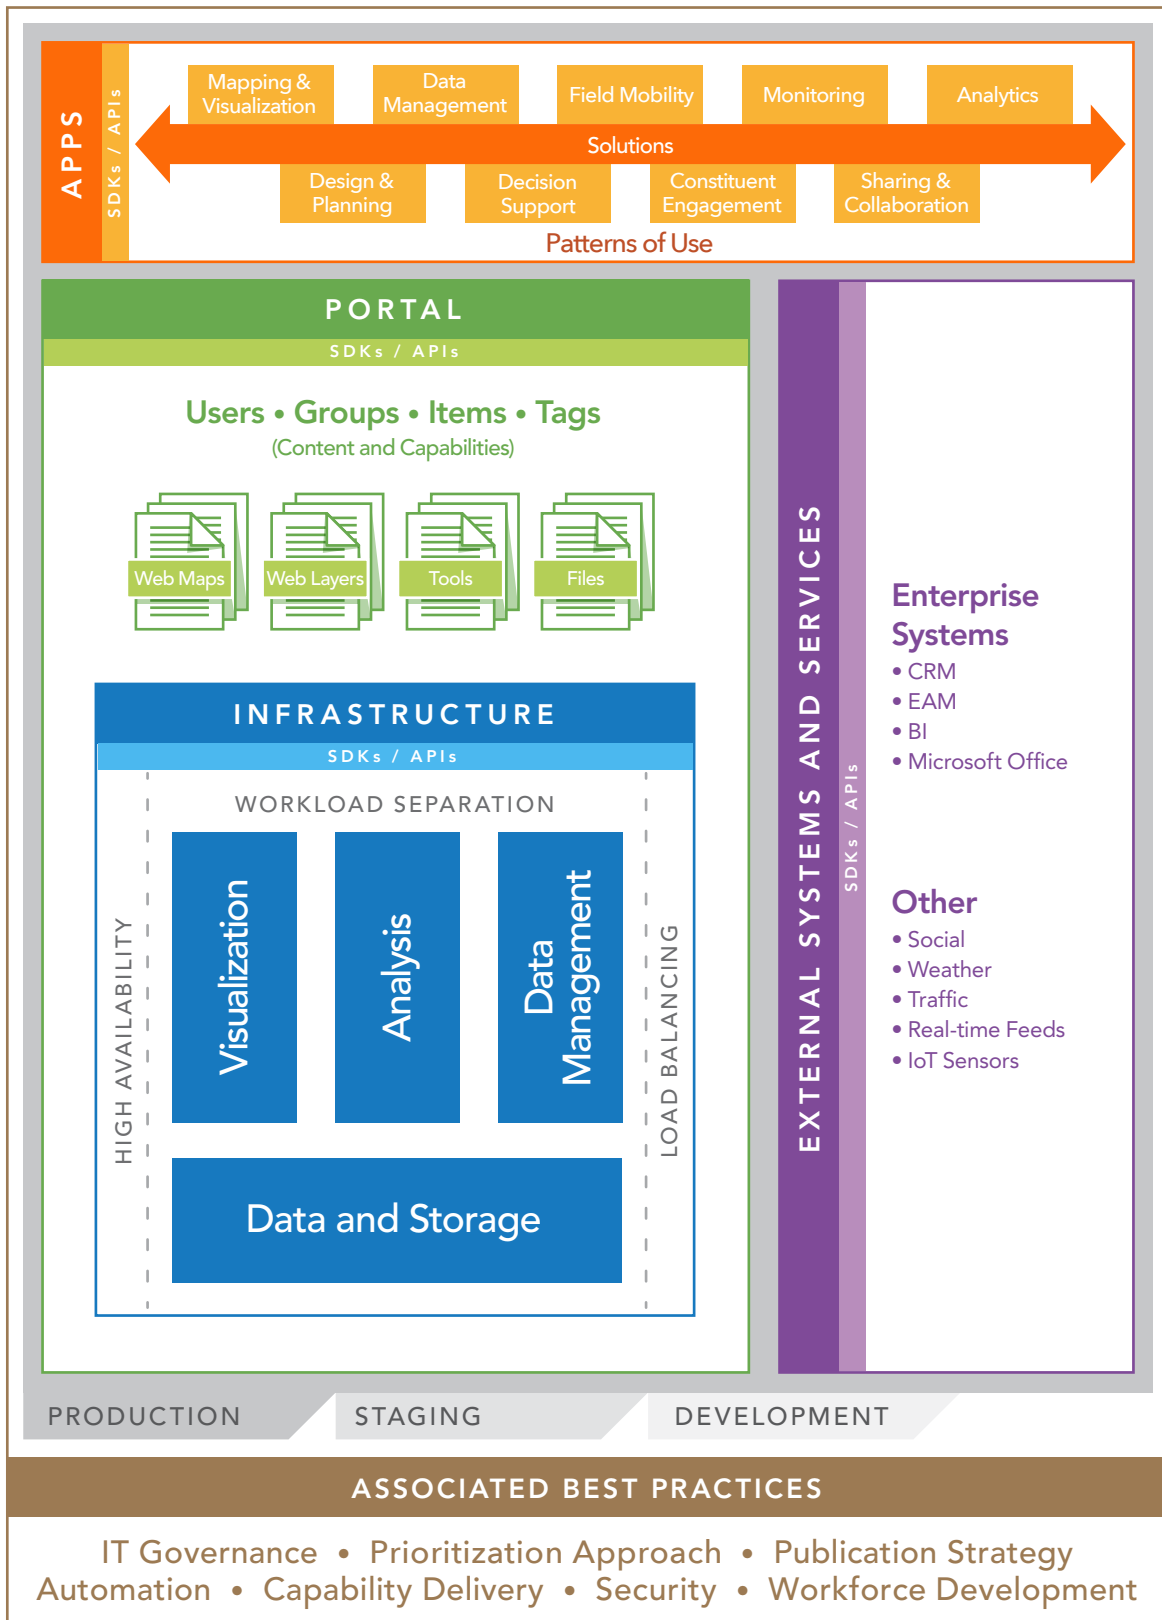 APPS
SDKs / APIs
Mapping &
Visualization
Data
Management
Field Mobility
Monitoring
Analytics
Solutions
Design &
Planning
Decision
Support
Constituent
Engagement
Sharing &
Collaboration
Patterns of Use
PORTAL
SDKs / APIs
Users • Groups • Items • Tags
(Content and Capabilities)
Web Maps
Web Layers
Tools
Files
INFRASTRUCTURE
SDKs / APIs
WORKLOAD SEPARATION
HIGH AVAILABILITY
Visualization
Analysis
Data
Management
LOAD BALANCING
Data and Storage
EXTERNAL SYSTEMS AND SERVICES
SDKs / APIs
Enterprise
Systems
• CRM
• EAM
• BI
• Microsoft Office
Other
• Social
• Weather
• Traffic
• Real-time Feeds
• IoT Sensors
PRODUCTION
STAGING
DEVELOPMENT
ASSOCIATED BEST PRACTICES
IT Governance • Prioritization Approach • Publication Strategy
Automation • Capability Delivery • Security • Workforce Development